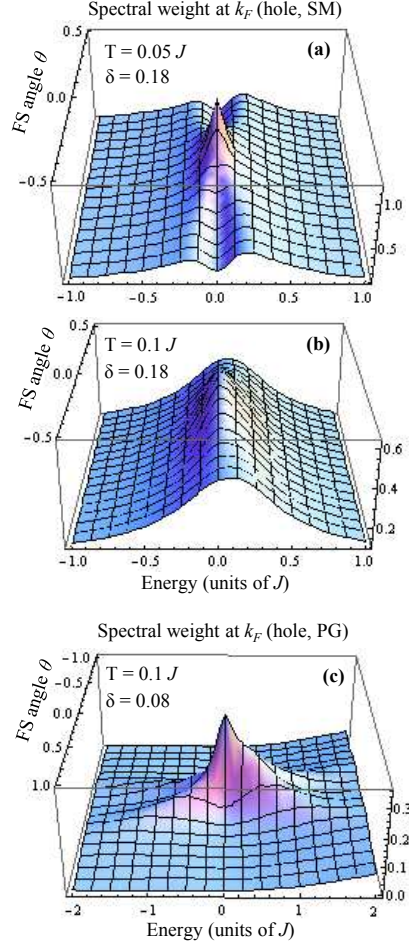 Spectral weight at k_F (hole, SM)
0.5
T = 0.05 J
δ = 0.18
(a)
FS angle θ
0.0
-0.5
1.0
0.5
-1.0 -0.5 0.0 0.5 1.0
0.5
T = 0.1 J
δ = 0.18
(b)
FS angle θ
0.0
-0.5
0.6
0.4
0.2
-1.0 -0.5 0.0 0.5 1.0
Energy (units of J)
Spectral weight at k_F (hole, PG)
-1.0
-0.5
T = 0.1 J
δ = 0.08
(c)
FS angle θ
0.0
0.5
1.0
0.3
0.2
0.1
0.0
-2 -1 0 1 2
Energy (units of J)